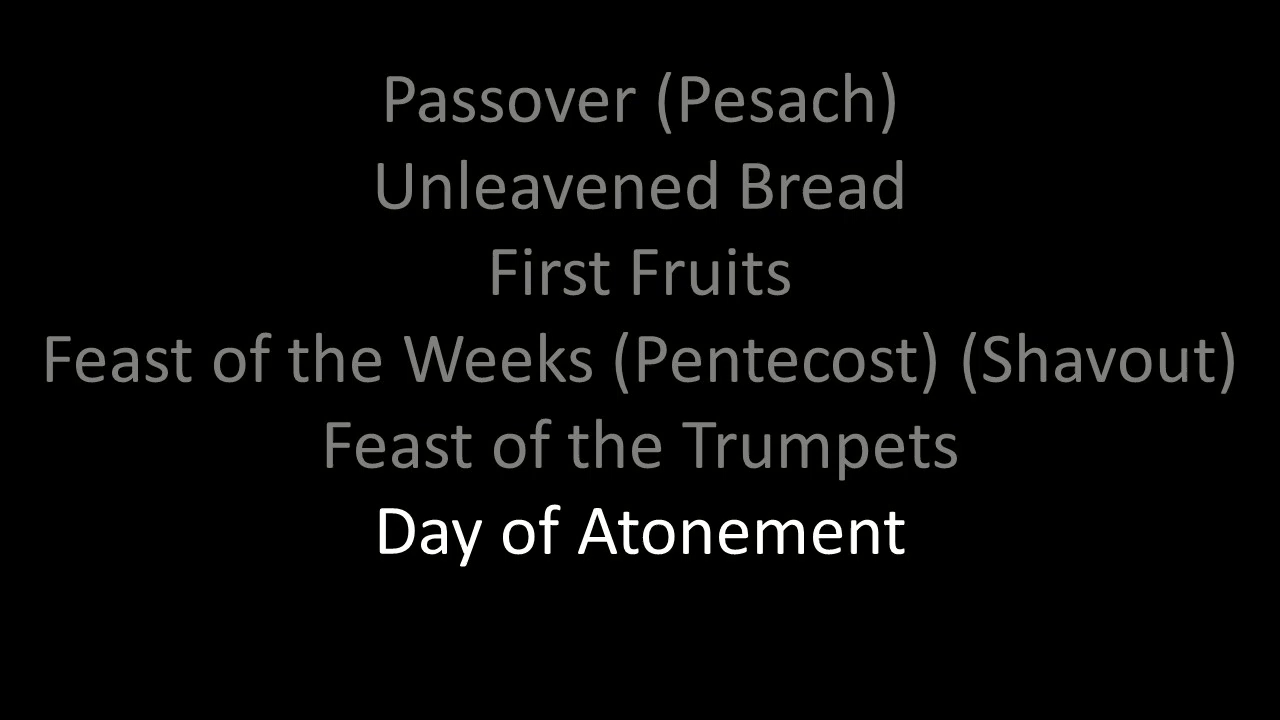 Passover (Pesach)
Unleavened Bread
First Fruits
Feast of the Weeks (Pentecost) (Shavout)
Feast of the Trumpets
Day of Atonement